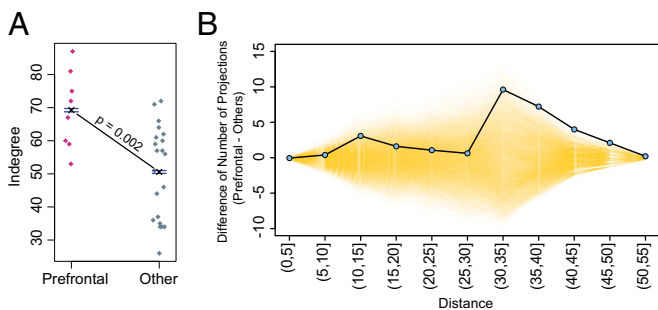 A
Indegree
80
70
60
50
40
30
p = 0.002
Prefrontal
Other
B
Difference of Number of Projections
(Prefrontal - Others)
15
10
5
0
-5
-10
(0,5]
(5,10]
(10,15]
(15,20]
(20,25]
(25,30]
(30,35]
(35,40]
(40,45]
(45,50]
(50,55]
Distance